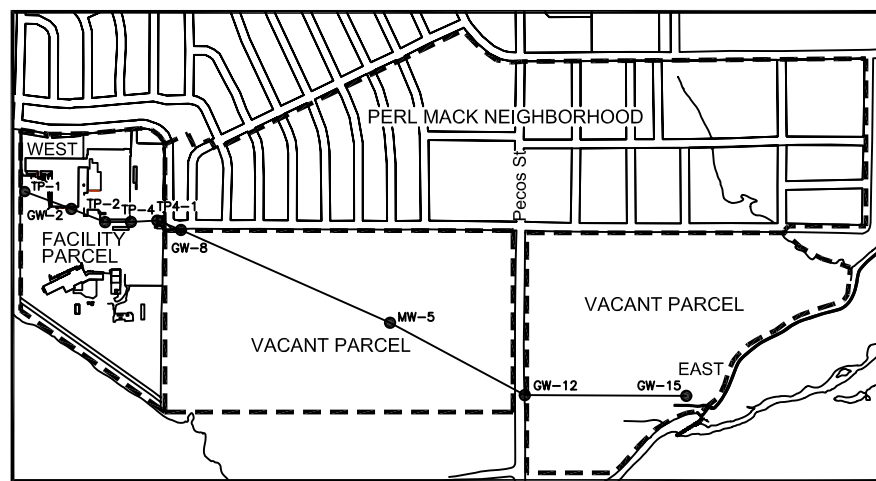 PERL MACK NEIGHBORHOOD
WEST
Pecos St.
TP-1
GW-2
TP-2
TP-4
TP4-1
GW-8
FACILITY
PARCEL
VACANT PARCEL
MW-5
VACANT PARCEL
EAST
GW-12
GW-15